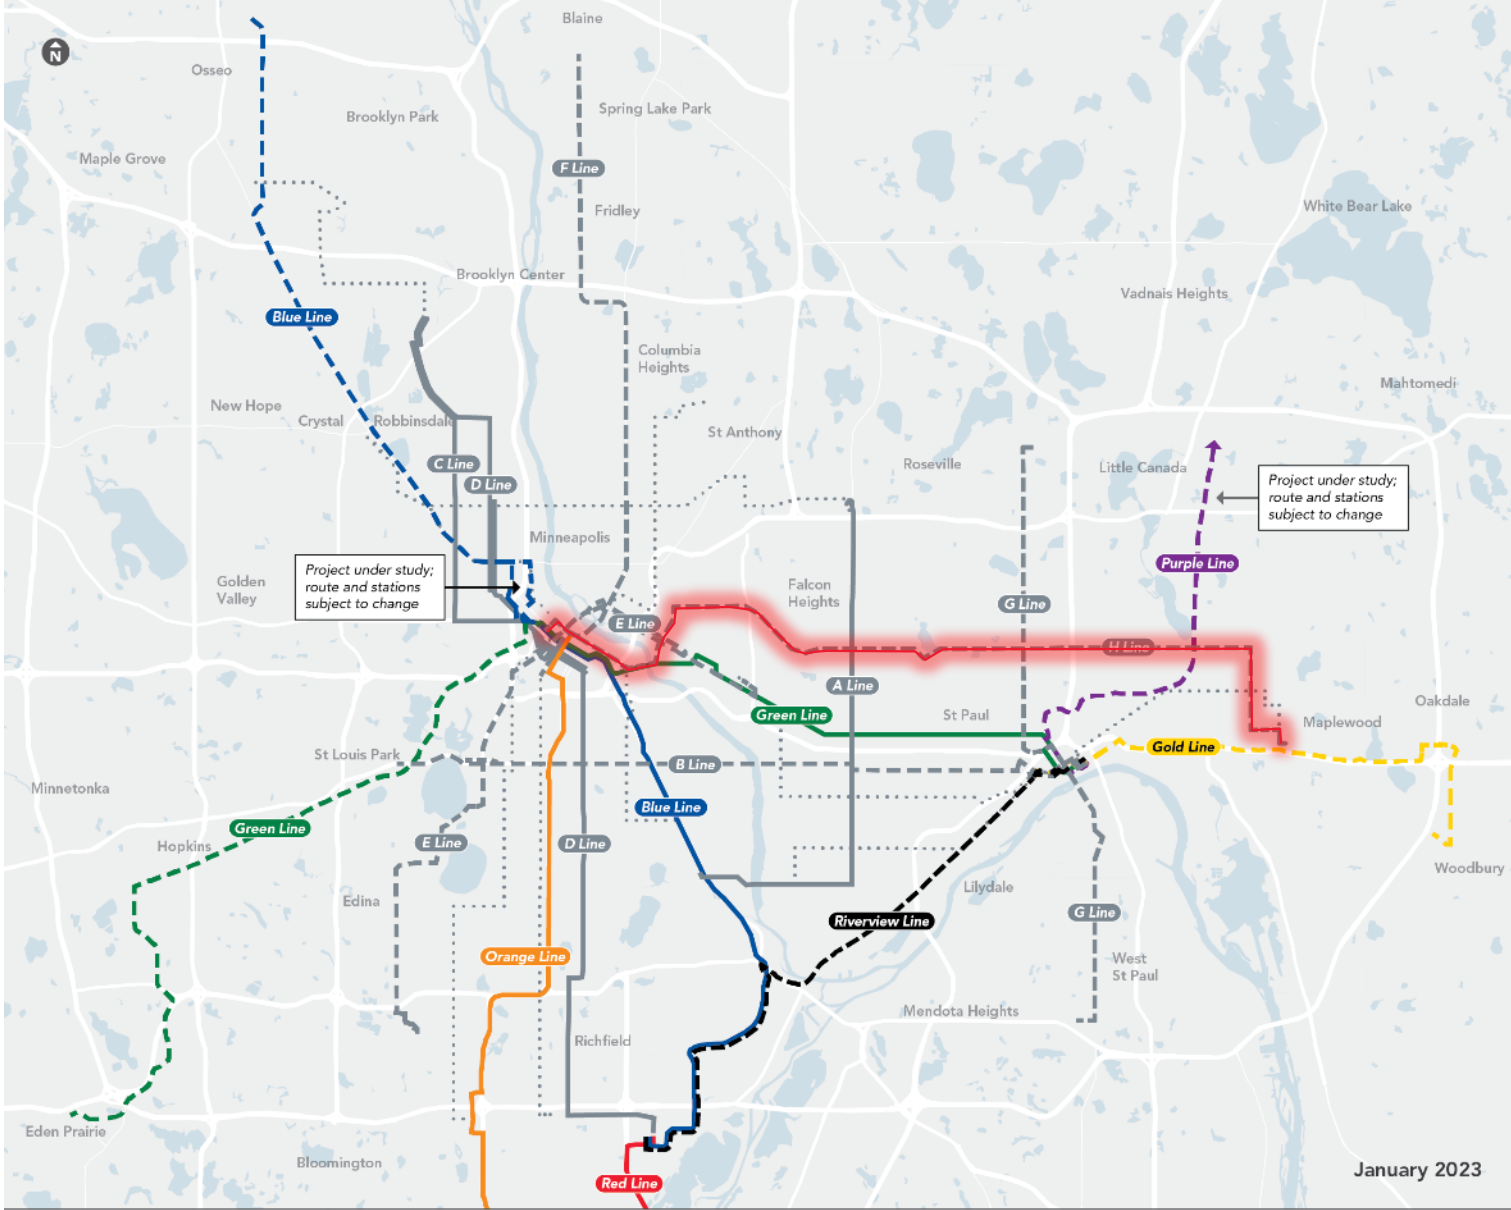 Blaine
N
Osseo
Spring Lake Park
Brooklyn Park
Maple Grove
F Line
White Bear Lake
Fridley
Brooklyn Center
Vadnais Heights
Blue Line
Columbia
Heights
Mahtomedi
New Hope
Crystal
Robbinsdale
St Anthony
C Line
Roseville
Little Canada
D Line
Project under study;
route and stations
subject to change
Minneapolis
Purple Line
Project under study;
route and stations
subject to change
Golden
Valley
Falcon
Heights
G Line
E Line
H Line
A Line
Green Line
St Paul
Oakdale
Maplewood
St Louis Park
Gold Line
B Line
Minnetonka
Blue Line
Green Line
Hopkins
E Line
D Line
Woodbury
Edina
Lilydale
G Line
Riverview Line
Orange Line
West
St Paul
Mendota Heights
Richfield
Eden Prairie
Bloomington
January 2023
Red Line